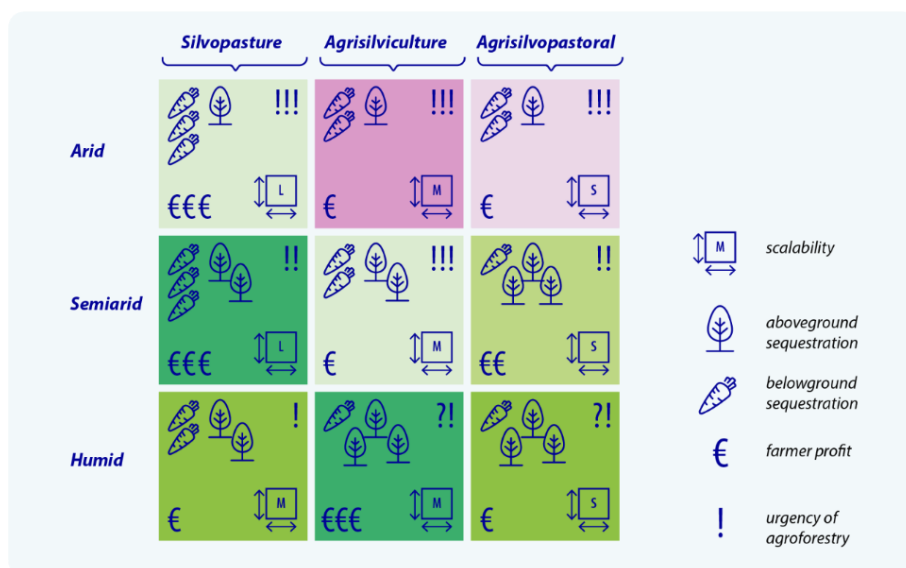 Silvopasture Agrisilviculture Agrisilvopastoral
Arid
!!! !!! !!!
€€€ L € M € S
Semiarid
!! !!! !!
€€€ L € M €€ S
Humid
! ?! ?!
€ M €€€ M € S
M scalability
aboveground
sequestration
belowground
sequestration
€ farmer profit
! urgency of
agroforestry